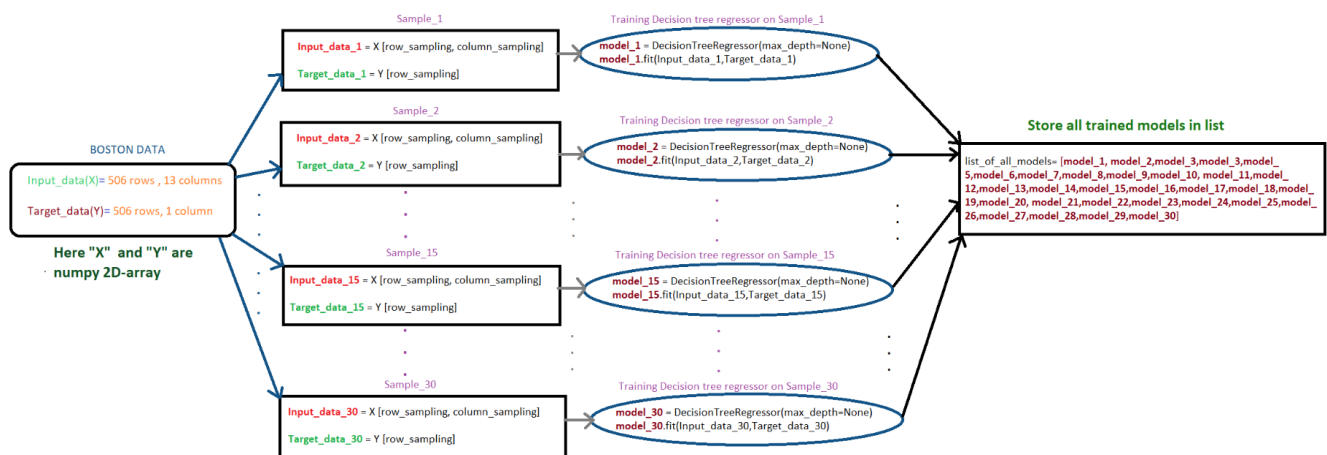 BOSTON DATA
Input_data(X)= 506 rows , 13 columns
Target_data(Y)= 506 rows, 1 column
Here "X" and "Y" are
numpy 2D-array
Sample_1
Input_data_1 = X [row_sampling, column_sampling]
Target_data_1 = Y [row_sampling]
Training Decision tree regressor on Sample_1
model_1 = DecisionTreeRegressor(max_depth=None)
model_1.fit(Input_data_1,Target_data_1)
Sample_2
Input_data_2 = X [row_sampling, column_sampling]
Target_data_2 = Y [row_sampling]
Training Decision tree regressor on Sample_2
model_2 = DecisionTreeRegressor(max_depth=None)
model_2.fit(Input_data_2,Target_data_2)
Sample_15
Input_data_15 = X [row_sampling, column_sampling]
Target_data_15 = Y [row_sampling]
Training Decision tree regressor on Sample_15
model_15 = DecisionTreeRegressor(max_depth=None)
model_15.fit(Input_data_15,Target_data_15)
Sample_30
Input_data_30 = X [row_sampling, column_sampling]
Target_data_30 = Y [row_sampling]
Training Decision tree regressor on Sample_30
model_30 = DecisionTreeRegressor(max_depth=None)
model_30.fit(Input_data_30,Target_data_30)
Store all trained models in list
list_of_all_models= [model_1, model_2,model_3,model_3,model_
5,model_6,model_7,model_8,model_9,model_10, model_11,model_
12,model_13,model_14,model_15,model_16,model_17,model_18,model_
19,model_20, model_21,model_22,model_23,model_24,model_25,model_
26,model_27,model_28,model_29,model_30]